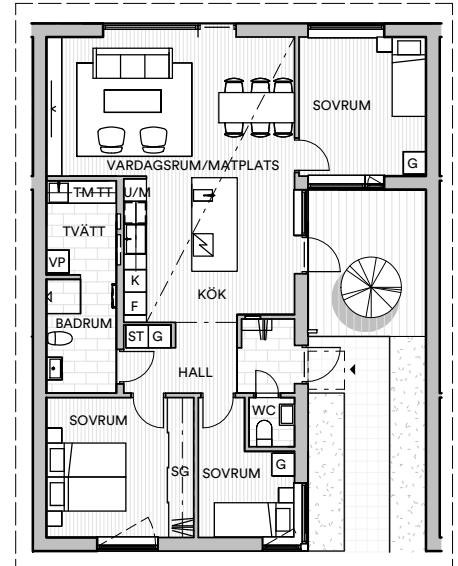 SOVRUM
G
VARDAGSRUM/MATPLATS
TM TT
U/M
TVÄTT
VP
K
KÖK
F
BADRUM
ST
G
HALL
WC
SOVRUM
SG
SOVRUM
G